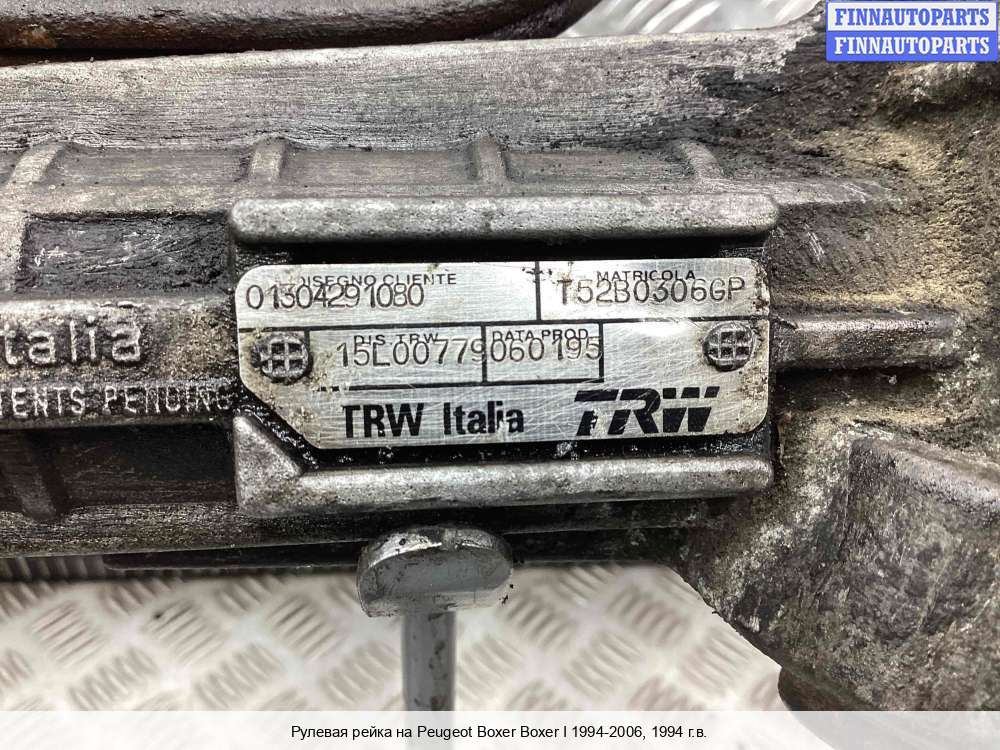 FINNAUTOPARTS
FINNAUTOPARTS
DISEGNO CLIENTE
MATRICOLA
01304291080
T52B0306GP
DIS. TRW
DATA PROD.
15L00779
060195
talia
TENTS PENDING
TRW Italia
TRW
Рулевая рейка на Peugeot Boxer Boxer I 1994-2006, 1994 г.в.